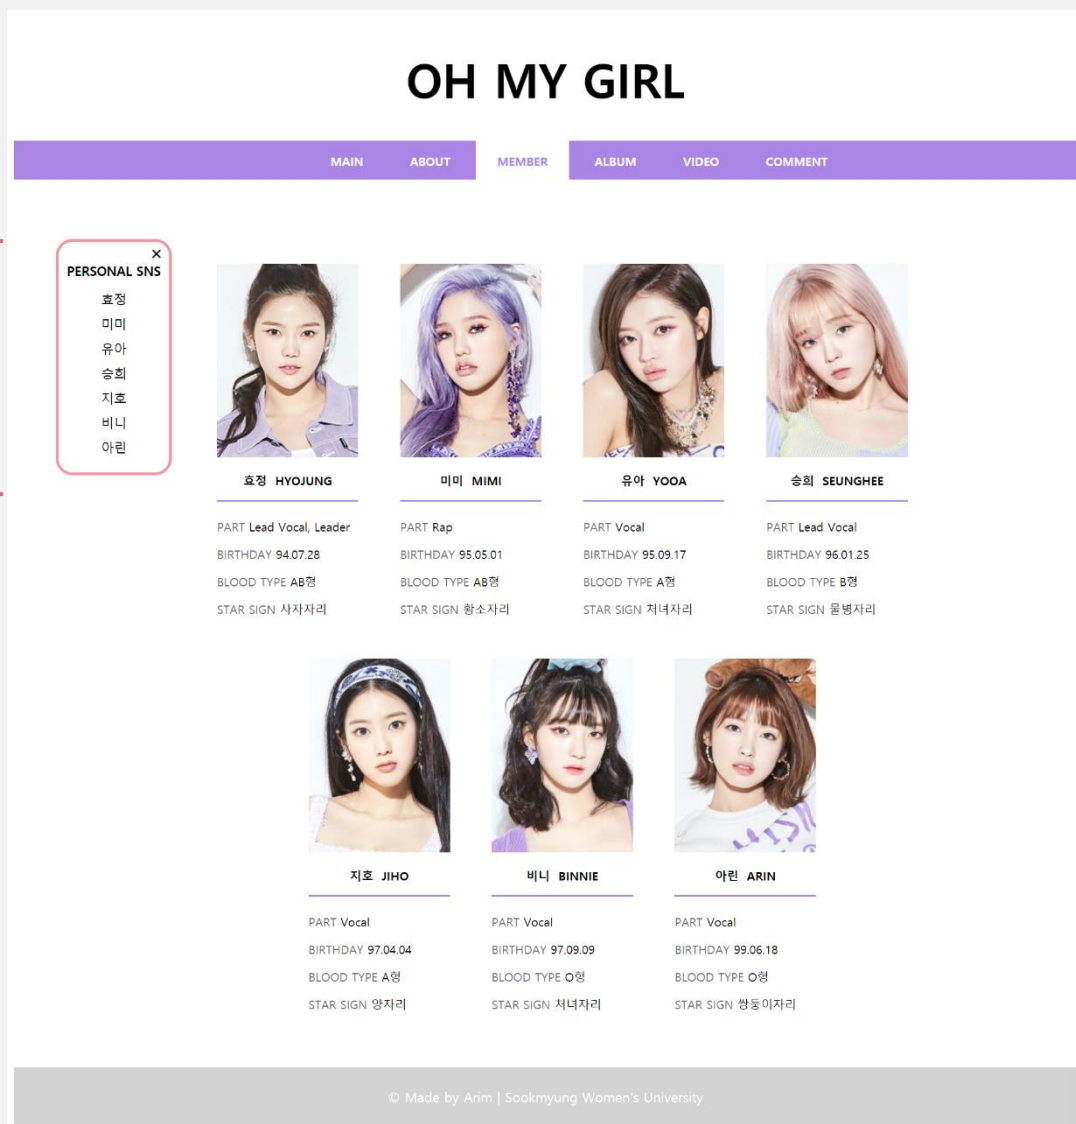 OH MY GIRL
MAIN ABOUT MEMBER ALBUM VIDEO COMMENT
×
PERSONAL SNS
효정
미미
유아
승희
지호
비니
아린
효정 HYOJUNG
PART Lead Vocal, Leader
BIRTHDAY 94.07.28
BLOOD TYPE AB형
STAR SIGN 사자자리
미미 MIMI
PART Rap
BIRTHDAY 95.05.01
BLOOD TYPE AB형
STAR SIGN 황소자리
유아 YOOA
PART Vocal
BIRTHDAY 95.09.17
BLOOD TYPE A형
STAR SIGN 처녀자리
승희 SEUNGHEE
PART Lead Vocal
BIRTHDAY 96.01.25
BLOOD TYPE B형
STAR SIGN 물병자리
지호 JIHO
PART Vocal
BIRTHDAY 97.04.04
BLOOD TYPE A형
STAR SIGN 양자리
비니 BINNIE
PART Vocal
BIRTHDAY 97.09.09
BLOOD TYPE O형
STAR SIGN 처녀자리
아린 ARIN
PART Vocal
BIRTHDAY 99.06.18
BLOOD TYPE O형
STAR SIGN 쌍둥이자리
© Made by Arim | Sookmyung Women's University